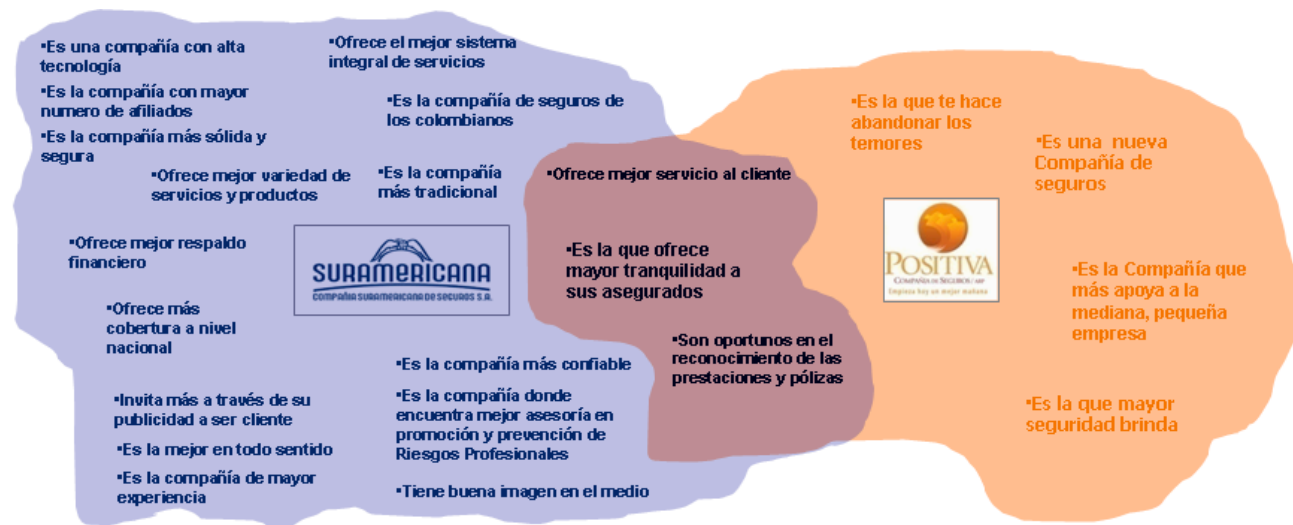 ▪Es una compañía con alta
tecnología
▪Es la compañía con mayor
numero de afiliados
▪Es la compañía más sólida y
segura
▪Ofrece el mejor sistema
integral de servicios
▪Es la compañía de seguros de
los colombianos
▪Ofrece mejor variedad de
servicios y productos
▪Es la compañía
más tradicional
▪Ofrece mejor respaldo
financiero
SURAMERICANA
COMPAÑIA SURAMERICANA DE SEGUROS S.A.
▪Ofrece más
cobertura a nivel
nacional
▪Es la compañía más confiable
▪Invita más a través de su
publicidad a ser cliente
▪Es la compañía donde
encuentra mejor asesoría en
promoción y prevención de
Riesgos Profesionales
▪Es la mejor en todo sentido
▪Es la compañía de mayor
experiencia
▪Tiene buena imagen en el medio
▪Ofrece mejor servicio al cliente
▪Es la que ofrece
mayor tranquilidad a
sus asegurados
▪Son oportunos en el
reconocimiento de las
prestaciones y pólizas
▪Es la que te hace
abandonar los
temores
▪Es una nueva
Compañía de
seguros
POSITIVA
COMPAÑIA DE SEGUROS / ARP
Empieza hoy un mejor mañana
▪Es la Compañía que
más apoya a la
mediana, pequeña
empresa
▪Es la que mayor
seguridad brinda